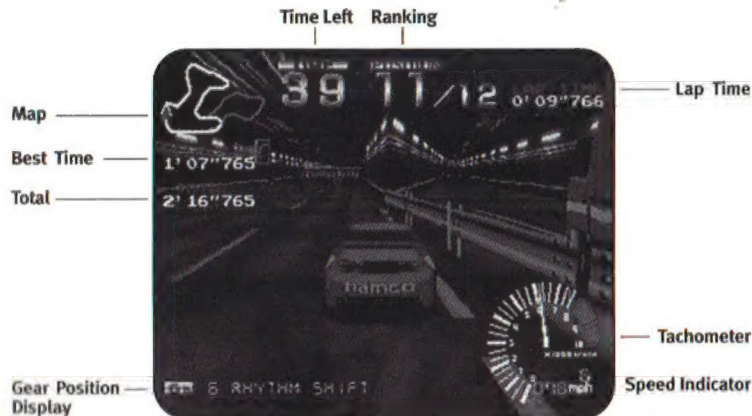 Time Left Ranking
39 11/12 0'09"766
Lap Time
Map
Best Time
1'07"765
Total
2'16"765
namco
Tachometer
Gear Position
Display
6 RHYTHM SHIFT
mph
Speed Indicator